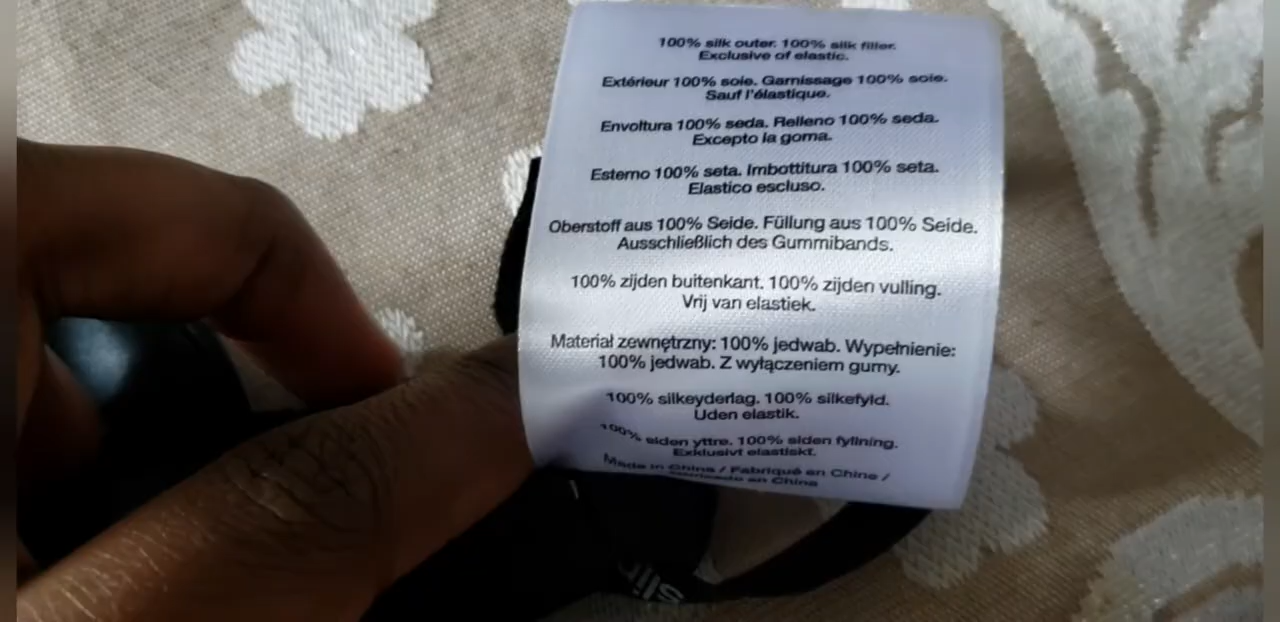 100% silk outer. 100% silk filler.
Exclusive of elastic.
Extérieur 100% soie. Garnissage 100% soie.
Sauf l'élastique.
Envoltura 100% seda. Relleno 100% seda.
Excepto la goma.
Esterno 100% seta. Imbottitura 100% seta.
Elastico escluso.
Oberstoff aus 100% Seide. Füllung aus 100% Seide.
Ausschließlich des Gummibands.
100% zijden buitenkant. 100% zijden vulling.
Vrij van elastiek.
Materiał zewnętrzny: 100% jedwab. Wypełnienie:
100% jedwab. Z wyłączeniem gumy.
100% silkeyderlag. 100% silkefyld.
Uden elastik.
100% siden yttre. 100% siden fyllning.
Exklusivt elastiskt.
Made in China / Fabriqué en Chine /
en China
slip